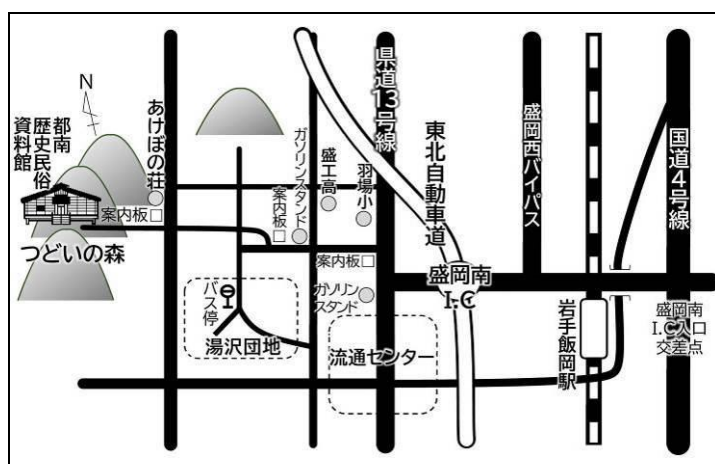 N
都南
歴史民俗
資料館
案内板
つどいの森
あけぼの荘
ガソリンスタンド
案内板
盛工高
羽場小
県道13号線
東北自動車道
盛岡西バイパス
国道4号線
案内板
盛岡南
I.C
ガソリン
スタンド
バス停
湯沢団地
流通センター
岩手飯岡駅
盛岡南
I.C入口
交差点